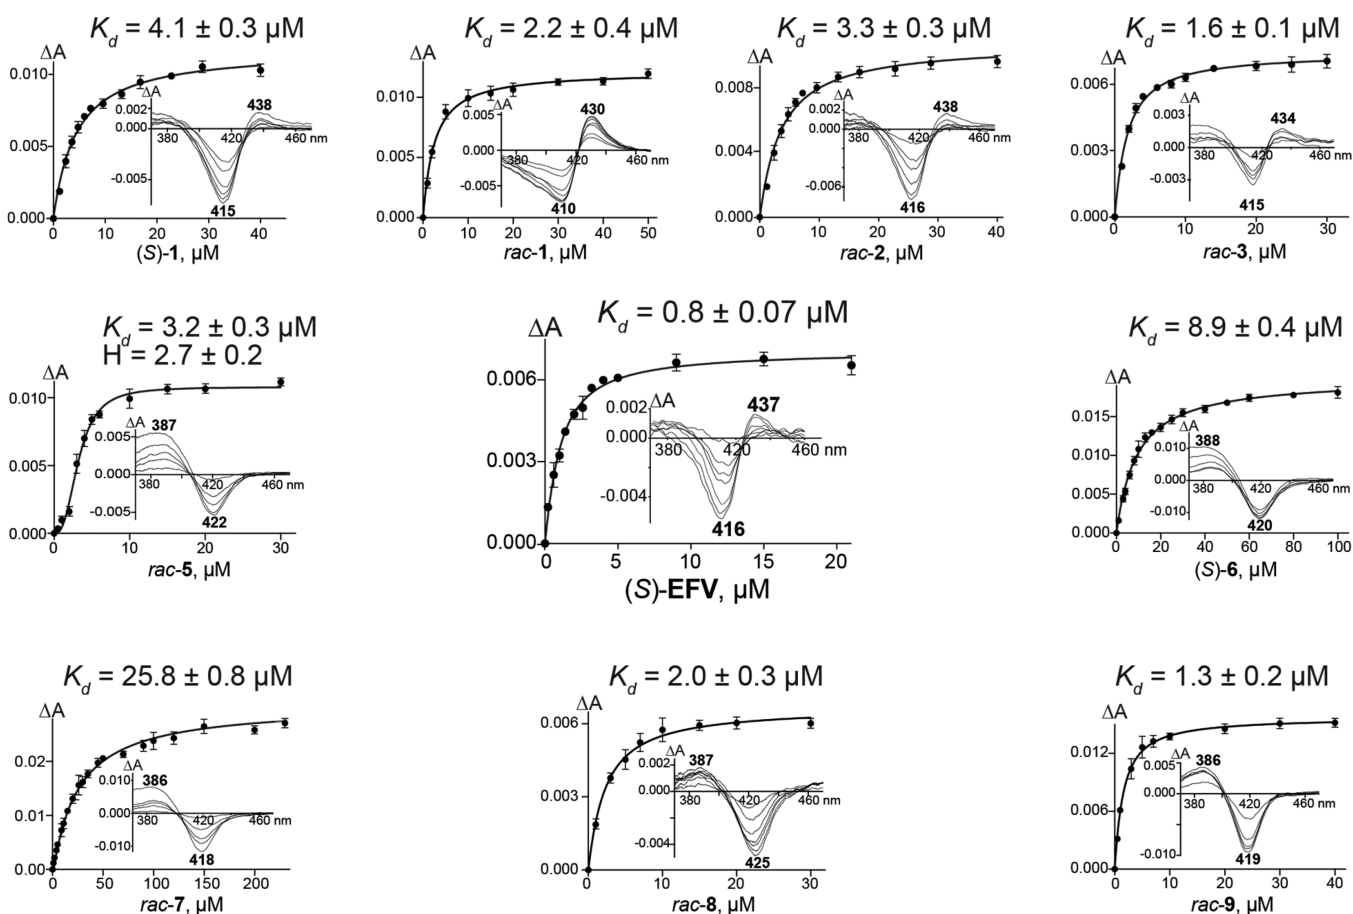 K_d = 4.1 ± 0.3 µM
ΔA
0.010
0.005
0.000
0 10 20 30 40
(S)-1, µM
ΔA
0.002
0.000
-0.005
380 420 460 nm
438
415
K_d = 2.2 ± 0.4 µM
ΔA
0.010
0.005
0.000
0 10 20 30 40 50
rac-1, µM
ΔA
0.005
0.000
-0.005
380 420 460 nm
430
410
K_d = 3.3 ± 0.3 µM
ΔA
0.008
0.004
0.000
0 10 20 30 40
rac-2, µM
ΔA
0.002
0.000
-0.006
380 420 460 nm
438
416
K_d = 1.6 ± 0.1 µM
ΔA
0.006
0.003
0.000
0 10 20 30
rac-3, µM
ΔA
0.003
0.000
-0.003
380 420 460 nm
434
415
K_d = 3.2 ± 0.3 µM
H = 2.7 ± 0.2
ΔA
0.010
0.005
0.000
0 10 20 30
rac-5, µM
ΔA
0.005
0.000
-0.005
380 420 460 nm
387
422
K_d = 0.8 ± 0.07 µM
ΔA
0.006
0.003
0.000
0 5 10 15 20
(S)-EFV, µM
ΔA
0.002
0.000
-0.004
380 420 460 nm
437
416
K_d = 8.9 ± 0.4 µM
ΔA
0.015
0.010
0.005
0.000
0 20 40 60 80 100
(S)-6, µM
ΔA
0.010
0.000
-0.010
380 420 460 nm
388
420
K_d = 25.8 ± 0.8 µM
ΔA
0.02
0.01
0.00
0 50 100 150 200
rac-7, µM
ΔA
0.010
0.000
-0.010
380 420 460 nm
386
418
K_d = 2.0 ± 0.3 µM
ΔA
0.006
0.003
0.000
0 10 20 30
rac-8, µM
ΔA
0.002
0.000
-0.004
380 420 460 nm
387
425
K_d = 1.3 ± 0.2 µM
ΔA
0.012
0.006
0.000
0 10 20 30 40
rac-9, µM
ΔA
0.005
0.000
-0.010
380 420 460 nm
386
419